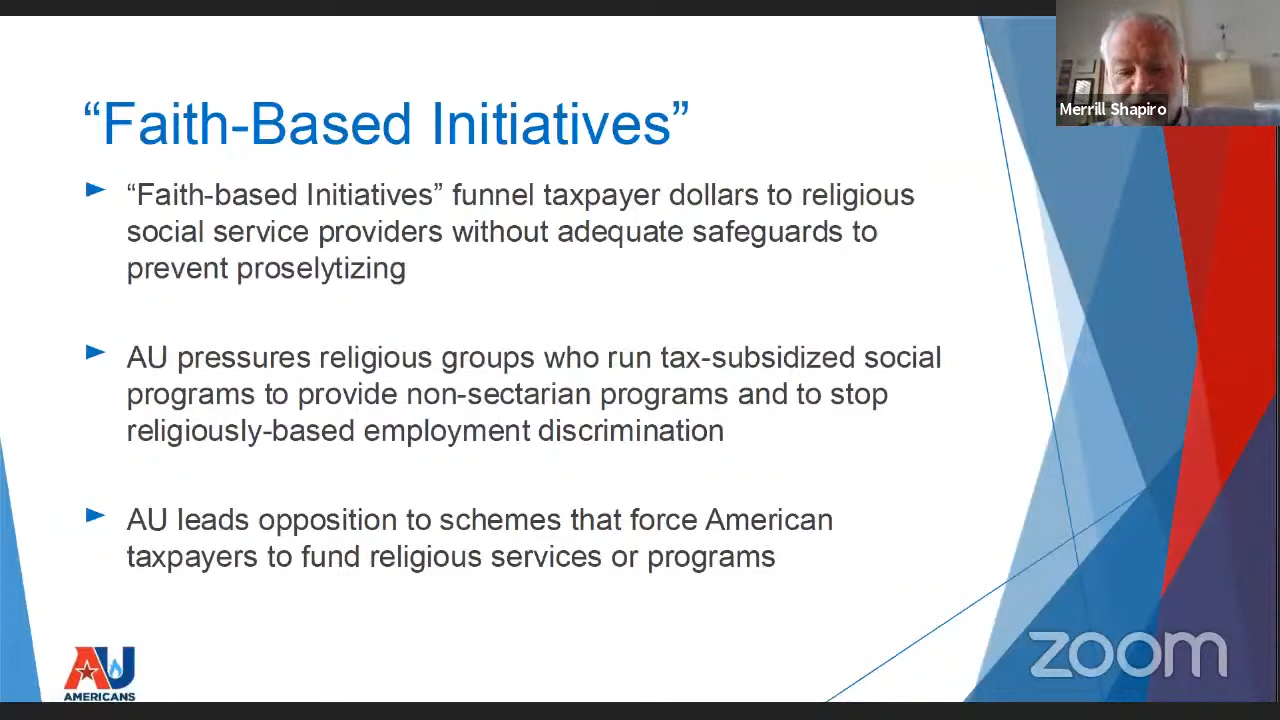 Merrill Shapiro
“Faith-Based Initiatives”
“Faith-based Initiatives” funnel taxpayer dollars to religious
social service providers without adequate safeguards to
prevent proselytizing
AU pressures religious groups who run tax-subsidized social
programs to provide non-sectarian programs and to stop
religiously-based employment discrimination
AU leads opposition to schemes that force American
taxpayers to fund religious services or programs
AU
AMERICANS
zoom